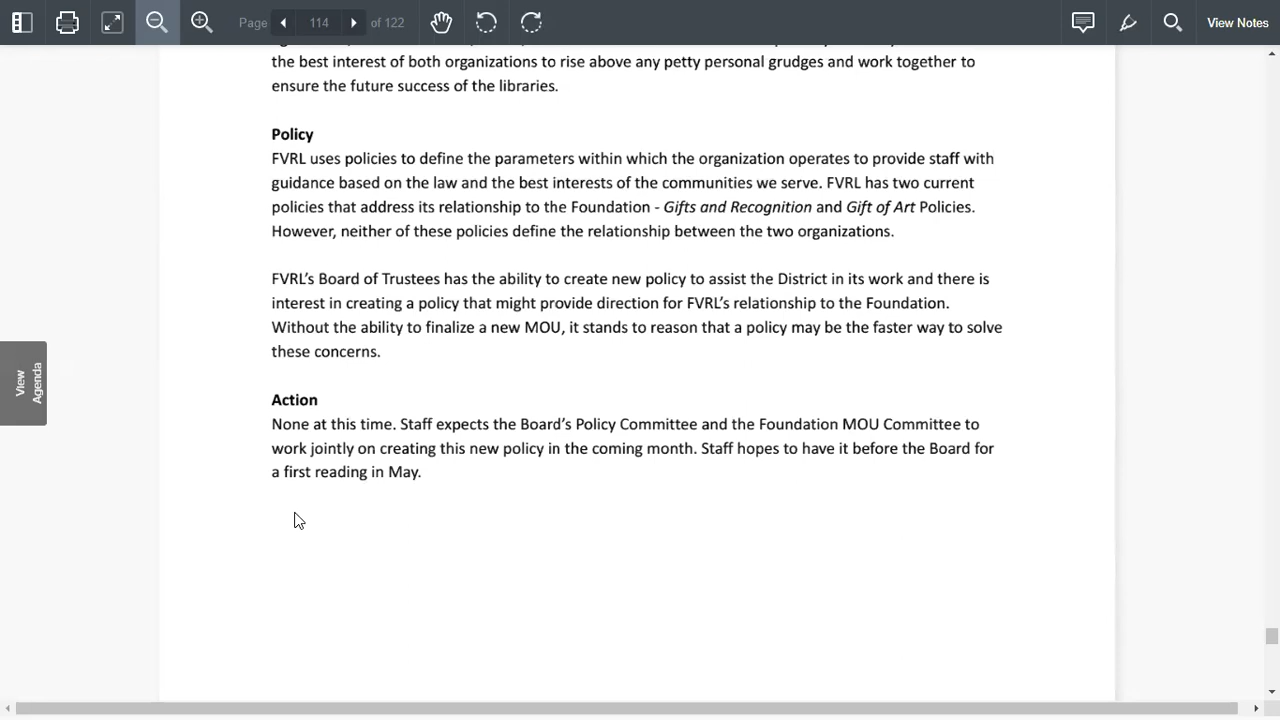 Page 114 of 122 View Notes
the best interest of both organizations to rise above any petty personal grudges and work together to
ensure the future success of the libraries.
Policy
FVRL uses policies to define the parameters within which the organization operates to provide staff with
guidance based on the law and the best interests of the communities we serve. FVRL has two current
policies that address its relationship to the Foundation - Gifts and Recognition and Gift of Art Policies.
However, neither of these policies define the relationship between the two organizations.
FVRL’s Board of Trustees has the ability to create new policy to assist the District in its work and there is
interest in creating a policy that might provide direction for FVRL’s relationship to the Foundation.
Without the ability to finalize a new MOU, it stands to reason that a policy may be the faster way to solve
these concerns.
View
Agenda
Action
None at this time. Staff expects the Board’s Policy Committee and the Foundation MOU Committee to
work jointly on creating this new policy in the coming month. Staff hopes to have it before the Board for
a first reading in May.